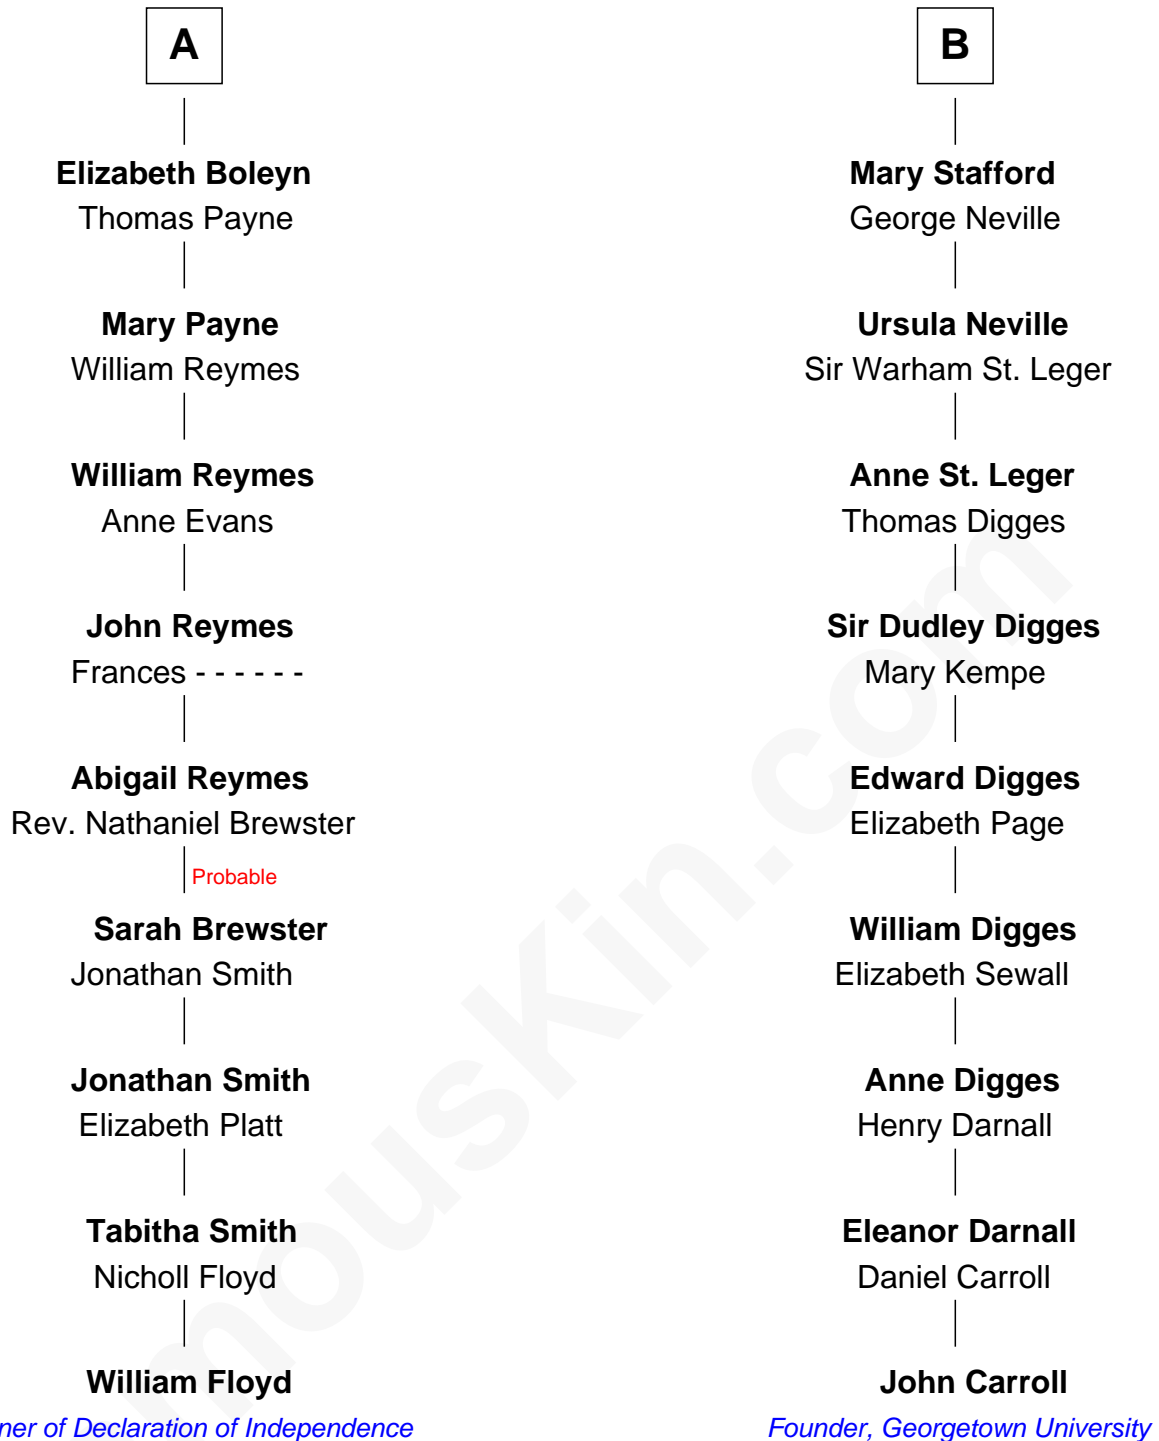 A
Elizabeth Boleyn
Thomas Payne
Mary Payne
William Reymes
William Reymes
Anne Evans
John Reymes
Frances - - - - - -
Abigail Reymes
Rev. Nathaniel Brewster
Probable
Sarah Brewster
Jonathan Smith
Jonathan Smith
Elizabeth Platt
Tabitha Smith
Nicholl Floyd
William Floyd
ner of Declaration of Independence
B
Mary Stafford
George Neville
Ursula Neville
Sir Warham St. Leger
Anne St. Leger
Thomas Digges
Sir Dudley Digges
Mary Kempe
Edward Digges
Elizabeth Page
William Digges
Elizabeth Sewall
Anne Digges
Henry Darnall
Eleanor Darnall
Daniel Carroll
John Carroll
Founder, Georgetown University
mousKin.com